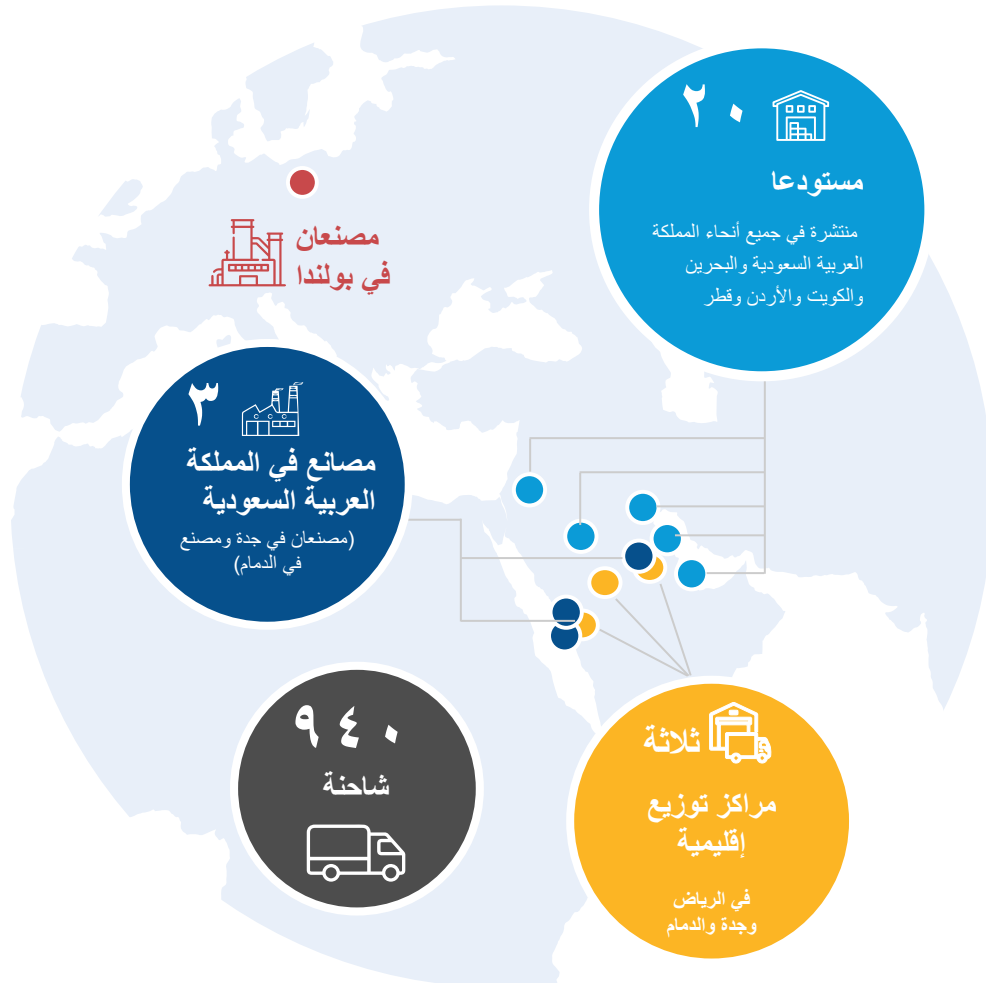 ٢٠
مستودعا
منتشرة في جميع أنحاء المملكة
العربية السعودية والبحرين
والكويت والأردن وقطر
مصنعان
في بولندا
٣
مصانع في المملكة
العربية السعودية
(مصنعان في جدة ومصنع
في الدمام)
٩٤٠
شاحنة
ثلاثة
مراكز توزيع
إقليمية
في الرياض
وجدة والدمام